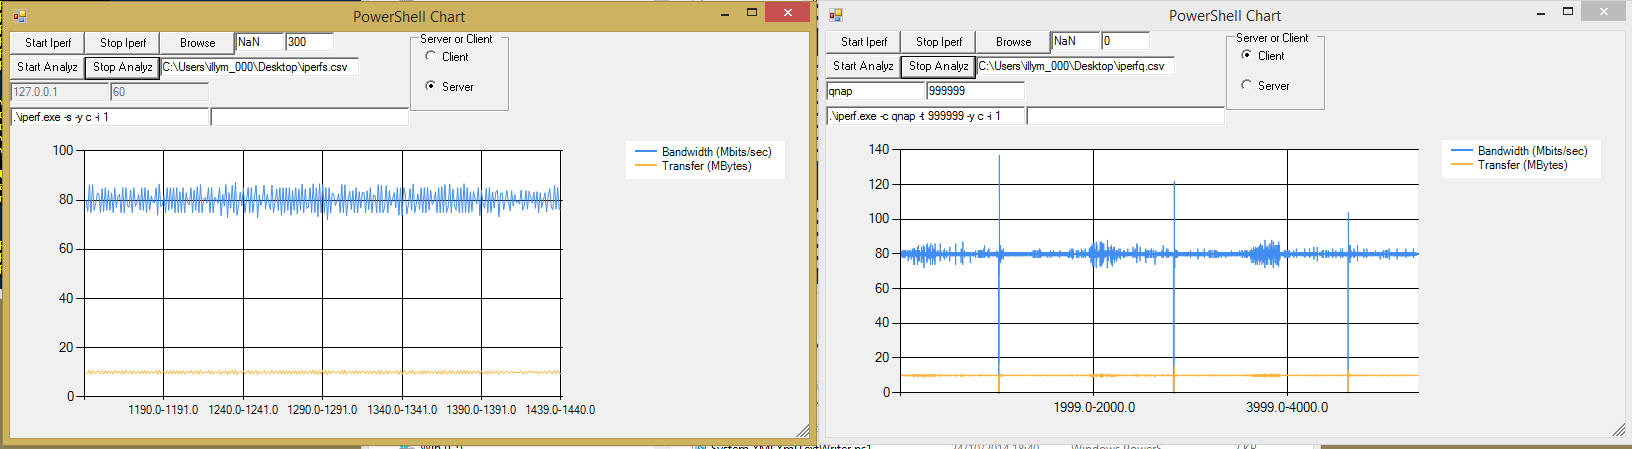 PowerShell Chart
Start Iperf Stop Iperf Browse NaN 300
Server or Client
Client
Server
Start Analyz Stop Analyz C:\Users\illym_000\Desktop\iperfs.csv
127.0.0.1 60
.\iperf.exe -s -y c -i 1
100
80
60
40
20
0
1190.0-1191.0 1240.0-1241.0 1290.0-1291.0 1340.0-1341.0 1390.0-1391.0 1439.0-1440.0
Bandwidth (Mbits/sec)
Transfer (MBytes)
PowerShell Chart
Start Iperf Stop Iperf Browse NaN 0
Server or Client
Client
Server
Start Analyz Stop Analyz C:\Users\illym_000\Desktop\iperfq.csv
qnap 999999
.\iperf.exe -c qnap -t 999999 -y c -i 1
140
120
100
80
60
40
20
0
1999.0-2000.0 3999.0-4000.0
Bandwidth (Mbits/sec)
Transfer (MBytes)